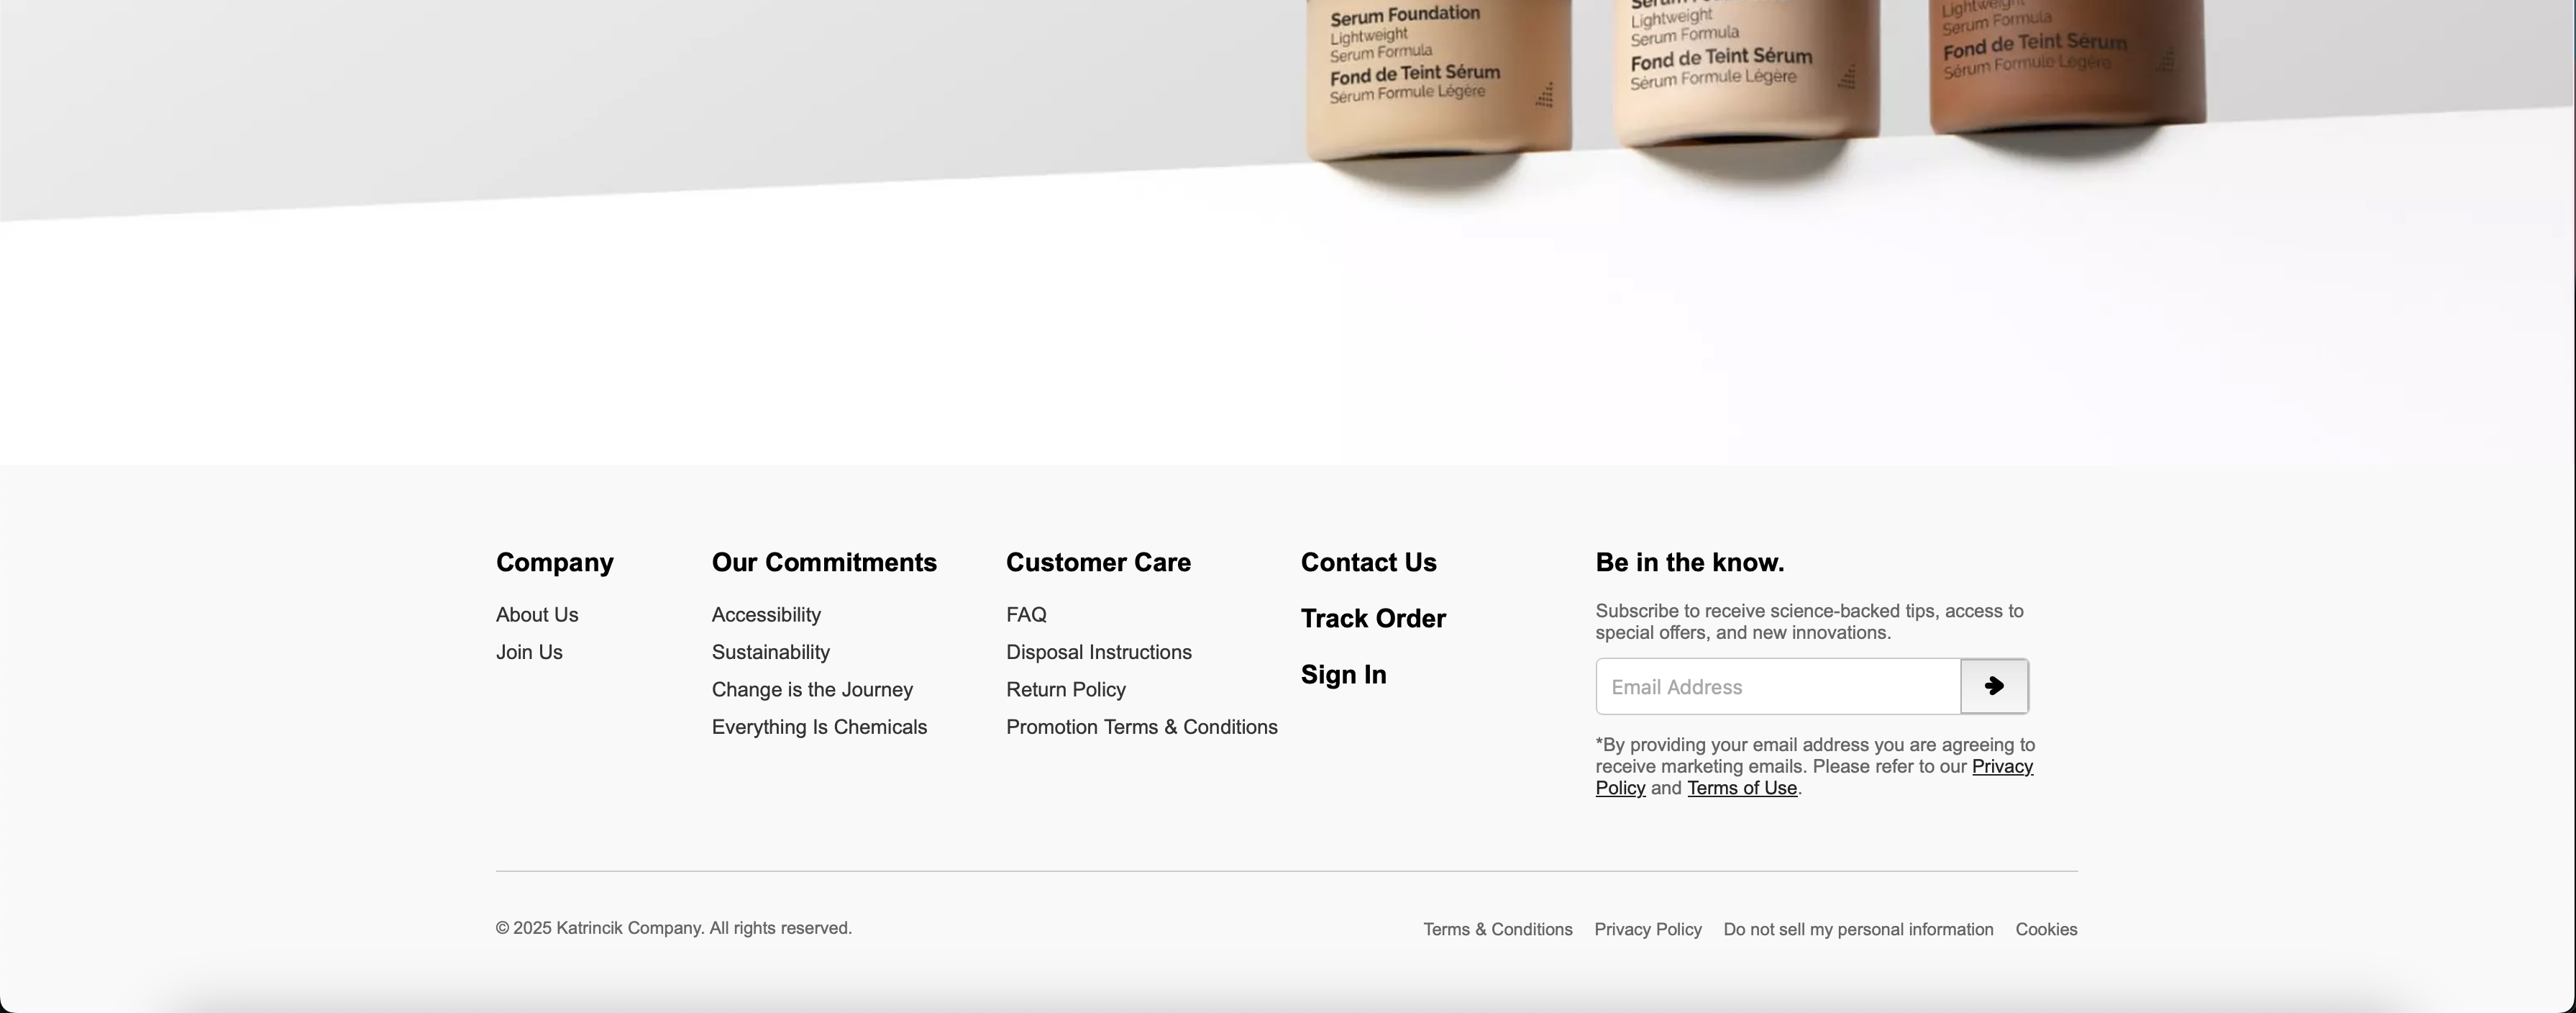 Serum Foundation
Lightweight
Serum Formula
Fond de Teint Sérum
Sérum Formule Légère
Lightweight
Serum Formula
Fond de Teint Sérum
Sérum Formule Légère
Lightweight
Serum Formula
Fond de Teint Sérum
Sérum Formule Légère
Company
About Us
Join Us
Our Commitments
Accessibility
Sustainability
Change is the Journey
Everything Is Chemicals
Customer Care
FAQ
Disposal Instructions
Return Policy
Promotion Terms & Conditions
Contact Us
Track Order
Sign In
Be in the know.
Subscribe to receive science-backed tips, access to
special offers, and new innovations.
Email Address
*By providing your email address you are agreeing to
receive marketing emails. Please refer to our Privacy
Policy and Terms of Use.
© 2025 Katrincik Company. All rights reserved.
Terms & Conditions Privacy Policy Do not sell my personal information Cookies